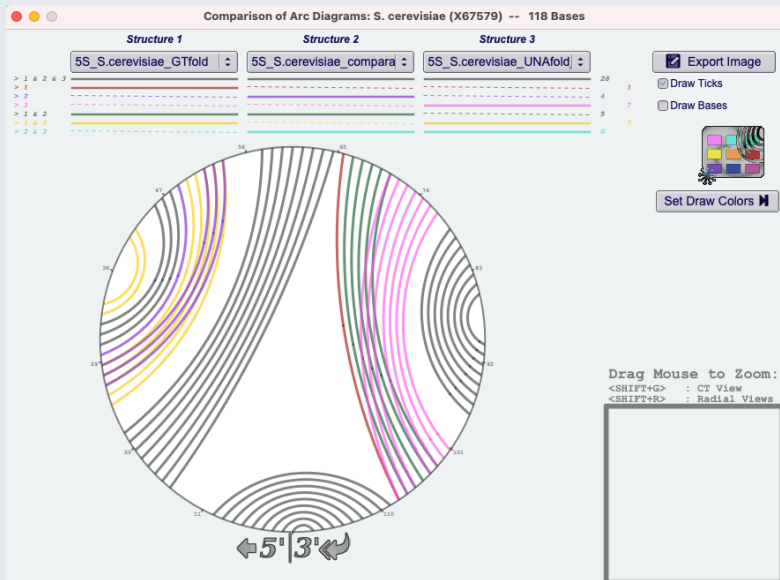 Comparison of Arc Diagrams: S. cerevisiae (X67579) -- 118 Bases
Structure 1
Structure 2
Structure 3
5S_S.cerevisiae_GTfold
5S_S.cerevisiae_compara
5S_S.cerevisiae_UNAfold
Export Image
> 1 & 2 & 3
28
> 1
1
> 2
4
> 3
7
> 1 & 2
5
7
> 2 & 3
0
Draw Ticks
Draw Bases
Set Draw Colors
56
65
47
74
38
83
29
92
20
101
11
110
5'|3'
Drag Mouse to Zoom:
<SHIFT+G> : CT View
<SHIFT+R> : Radial Views